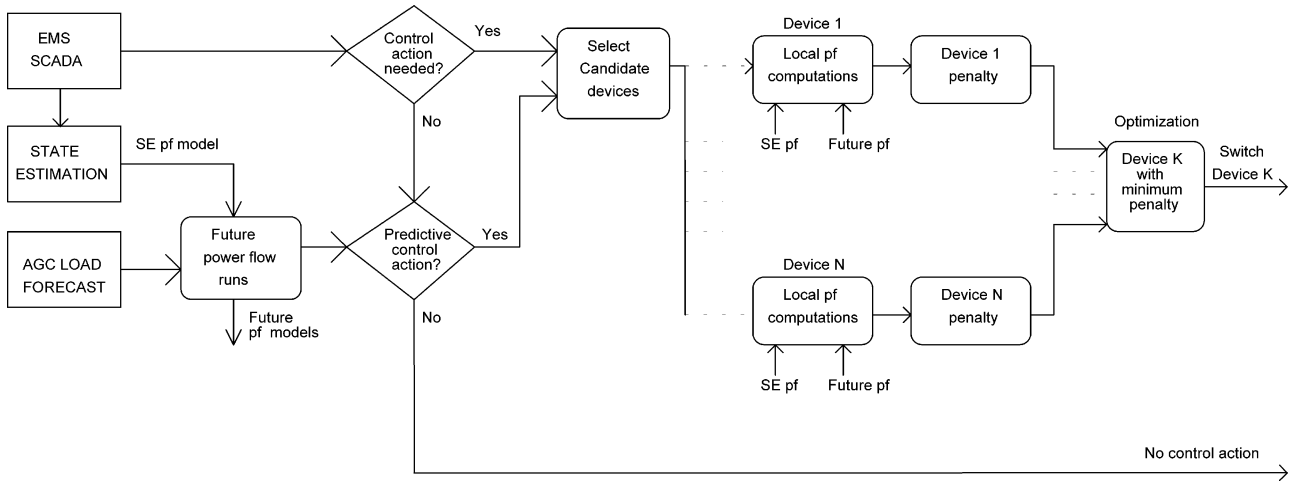 EMS
SCADA
Control
action
needed?
Yes
No
Select
Candidate
devices
Device 1
Local pf
computations
SE pf
Future pf
Device 1
penalty
Optimization
Device K
with
minimum
penalty
Switch
Device K
STATE
ESTIMATION
SE pf model
AGC LOAD
FORECAST
Future
power flow
runs
Future
pf models
Predictive
control
action?
Yes
No
Device N
Local pf
computations
SE pf
Future pf
Device N
penalty
No control action